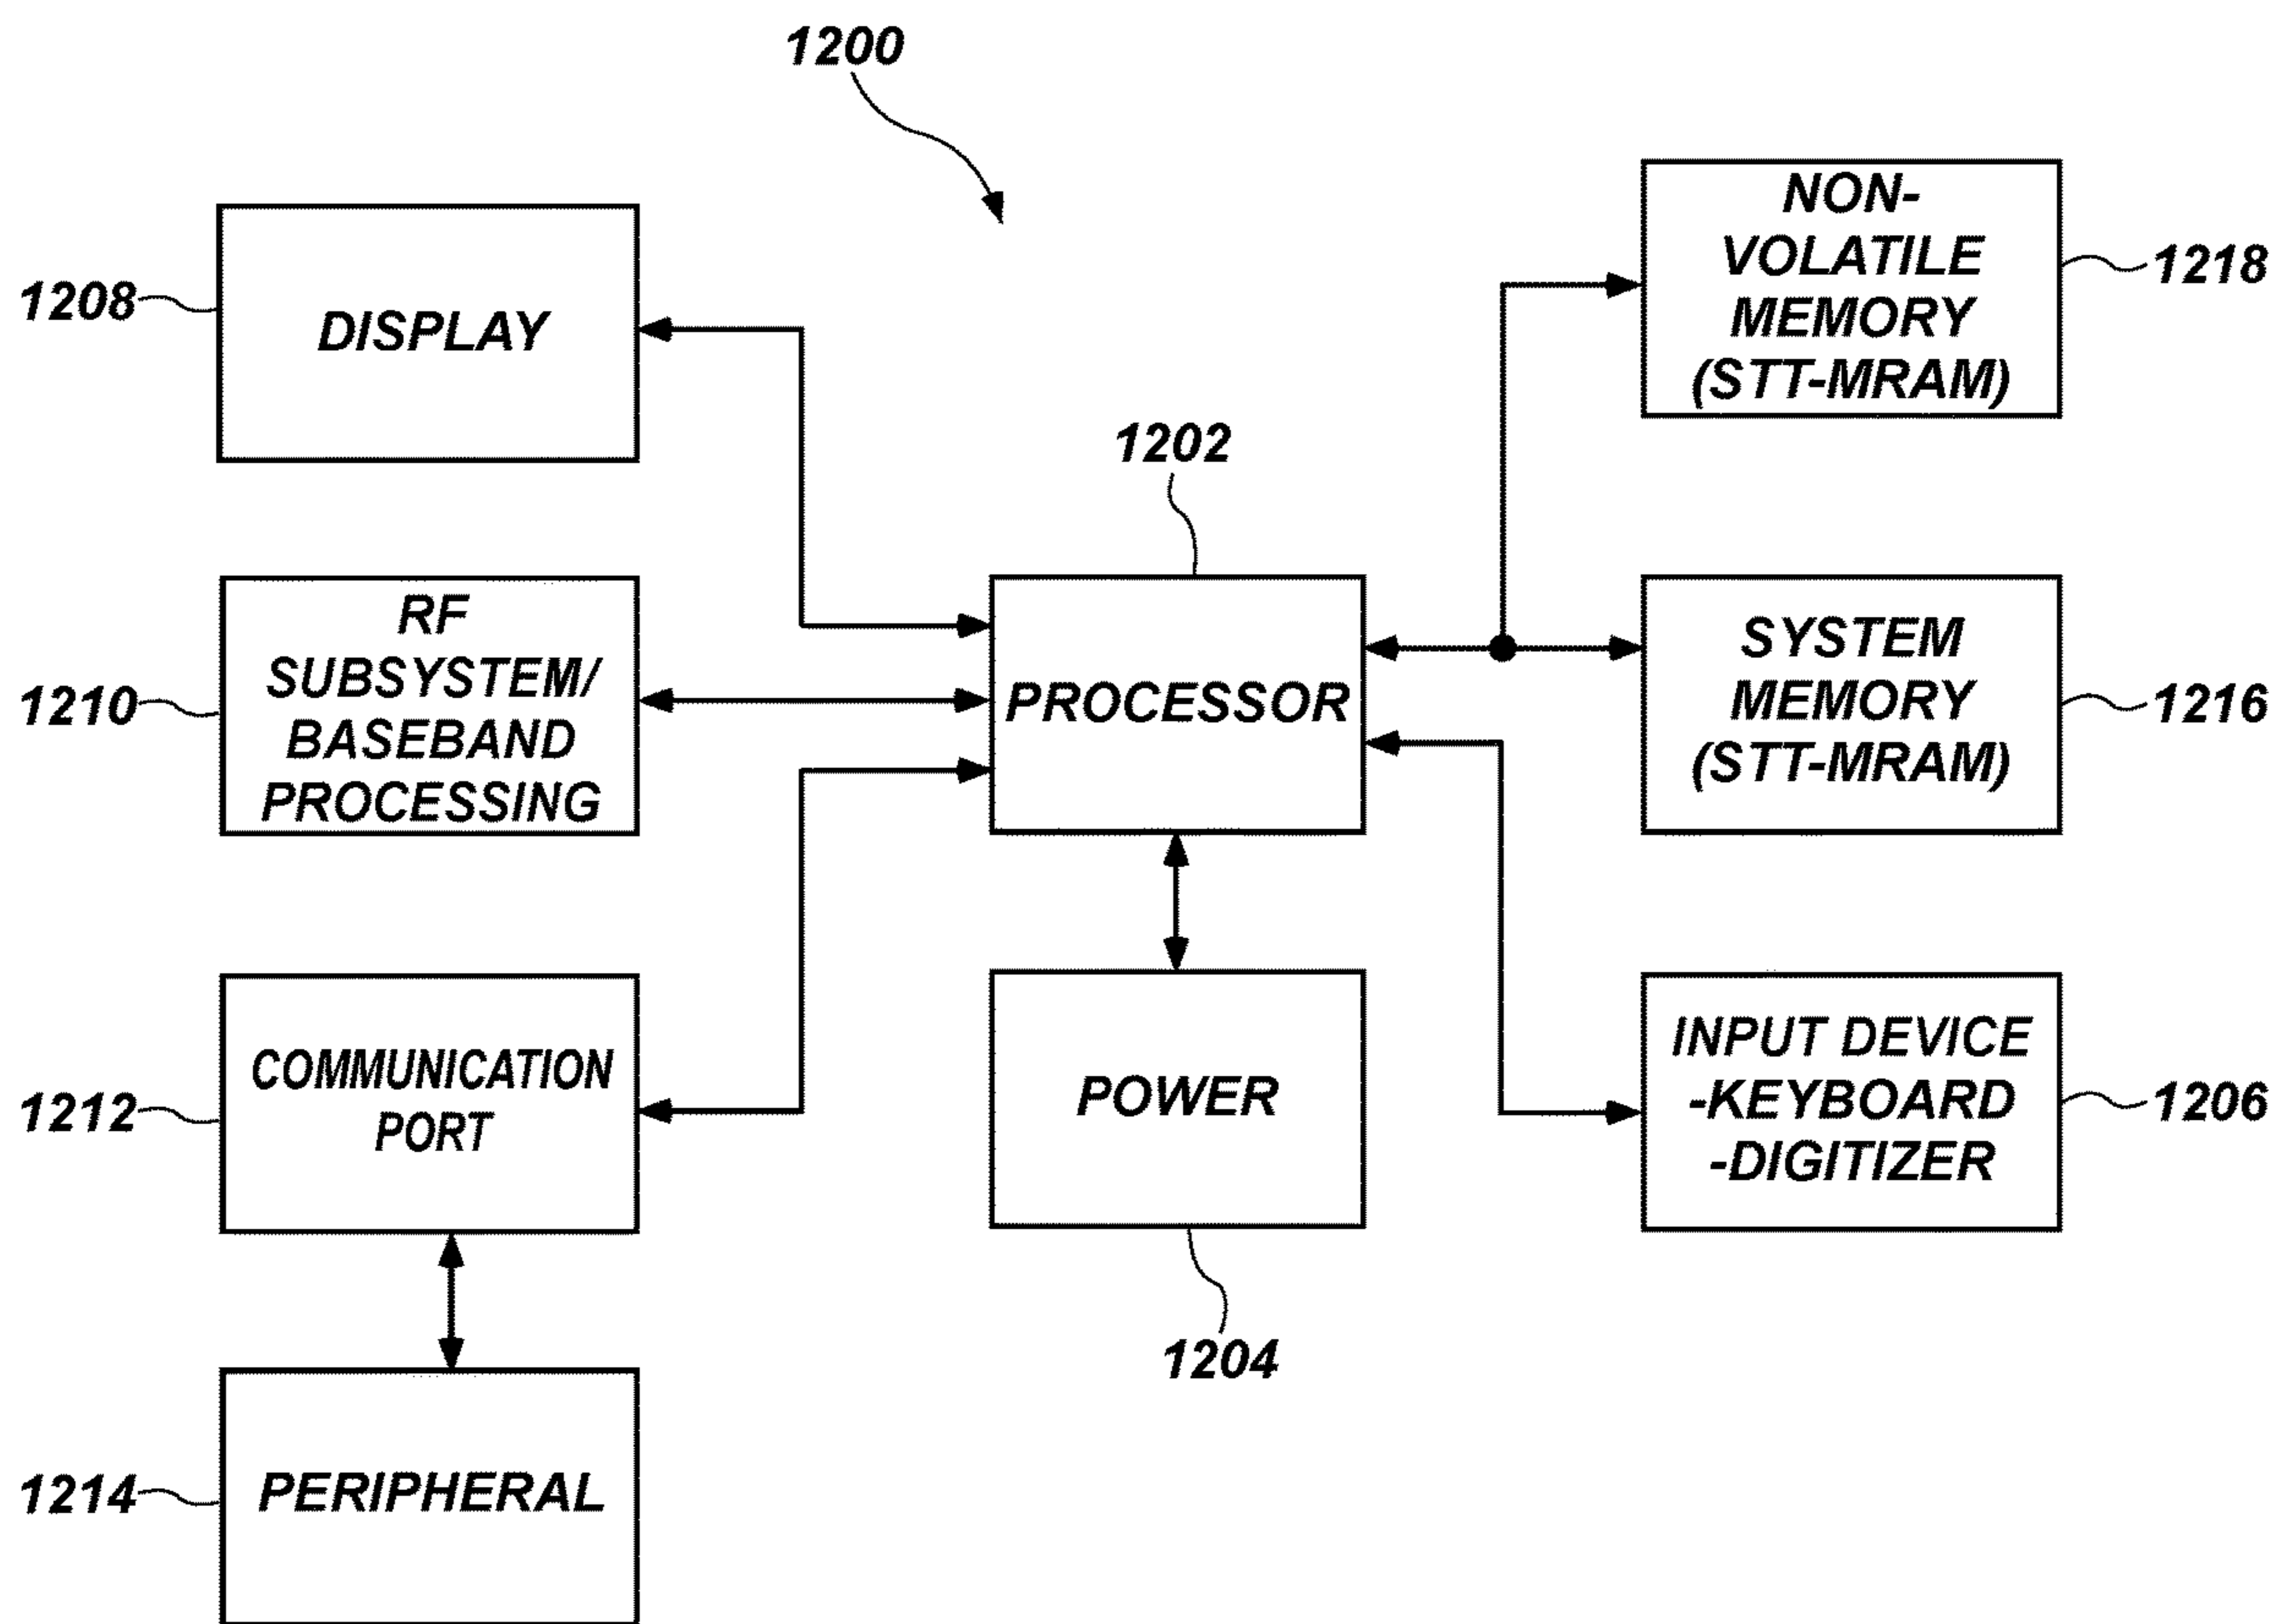 1200
1208
DISPLAY
NON-
VOLATILE
MEMORY
(STT-MRAM)
1218
1202
1210
RF
SUBSYSTEM/
BASEBAND
PROCESSING
PROCESSOR
SYSTEM
MEMORY
(STT-MRAM)
1216
1212
COMMUNICATION
PORT
POWER
1204
INPUT DEVICE
-KEYBOARD
-DIGITIZER
1206
1214
PERIPHERAL